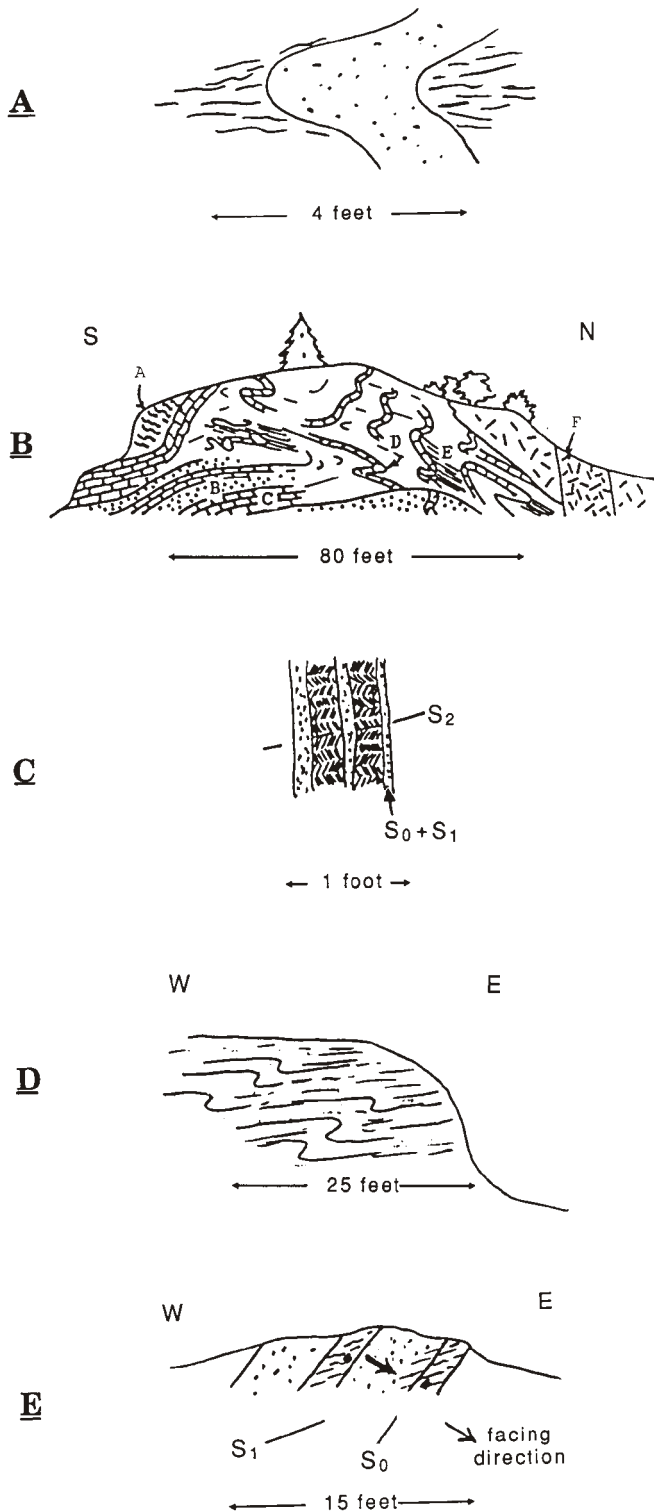 A
4 feet
S N
A
B
F
D
E
B
C
80 feet
S2
C
S0+S1
1 foot
W E
D
25 feet
W E
E
facing
S1 S0 direction
15 feet